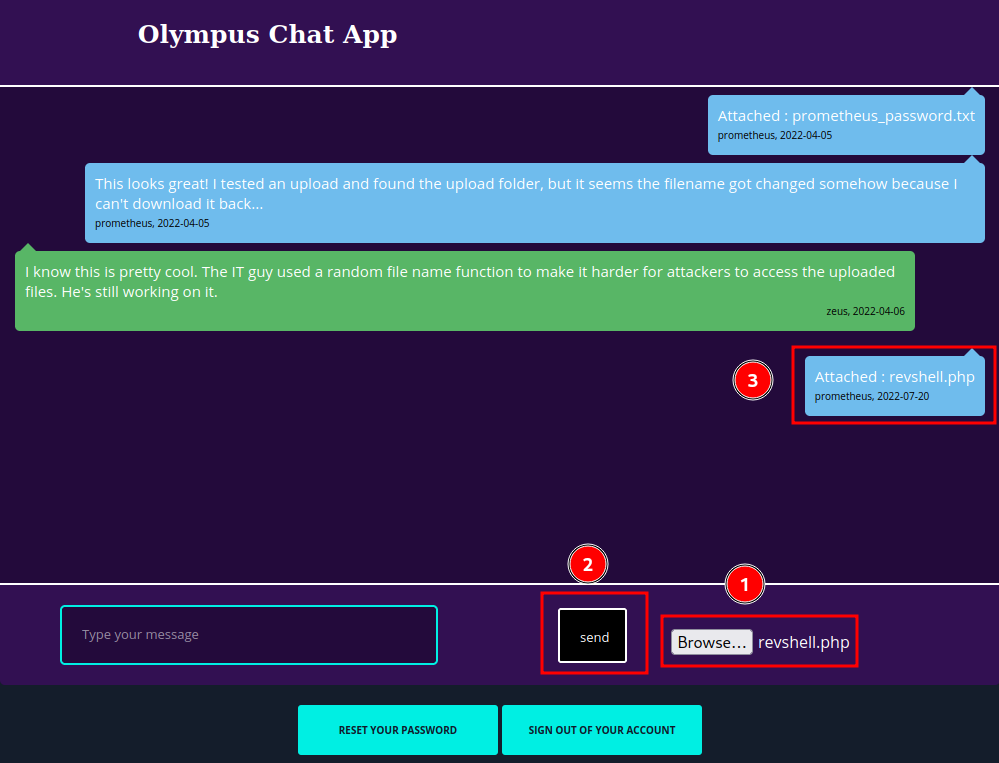 Olympus Chat App
Attached : prometheus_password.txt
prometheus, 2022-04-05
This looks great! I tested an upload and found the upload folder, but it seems the filename got changed somehow because I
can't download it back...
prometheus, 2022-04-05
I know this is pretty cool. The IT guy used a random file name function to make it harder for attackers to access the uploaded
files. He's still working on it.
zeus, 2022-04-06
3
Attached : revshell.php
prometheus, 2022-07-20
2
1
Type your message
send
Browse... revshell.php
RESET YOUR PASSWORD
SIGN OUT OF YOUR ACCOUNT